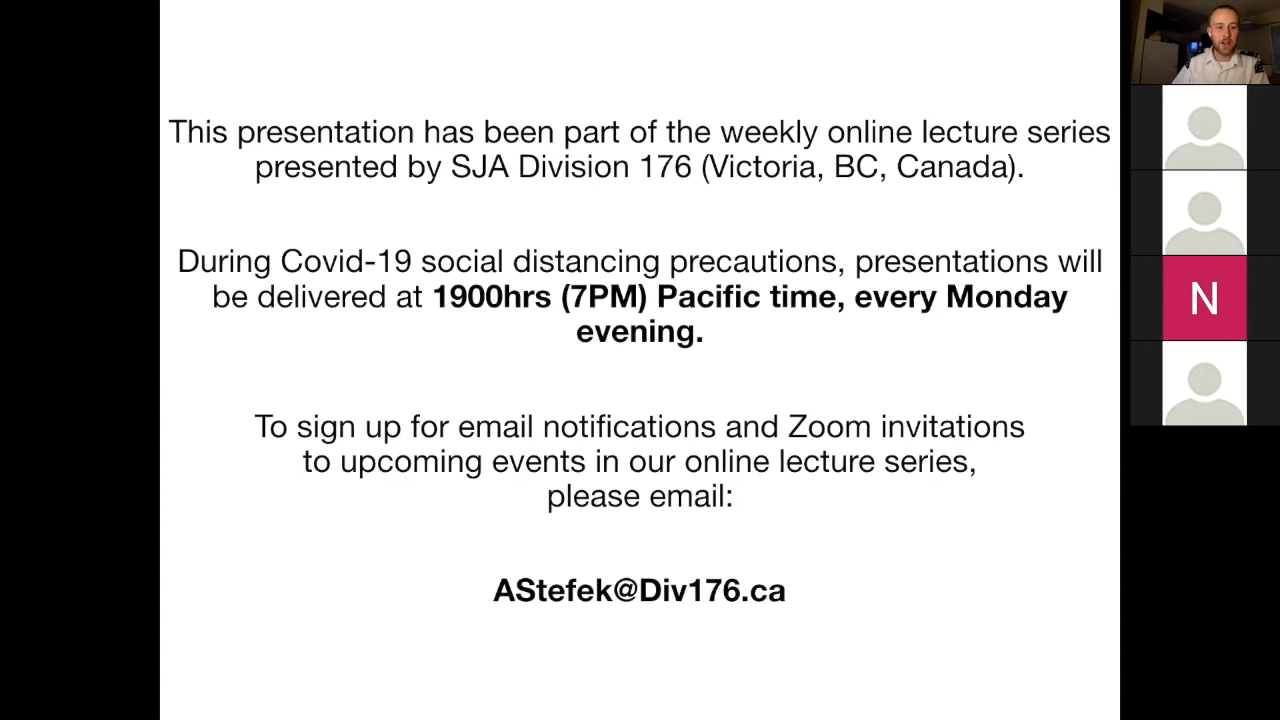 This presentation has been part of the weekly online lecture series
presented by SJA Division 176 (Victoria, BC, Canada).
During Covid-19 social distancing precautions, presentations will
be delivered at 1900hrs (7PM) Pacific time, every Monday
evening.
To sign up for email notifications and Zoom invitations
to upcoming events in our online lecture series,
please email:
AStefek@Div176.ca
N